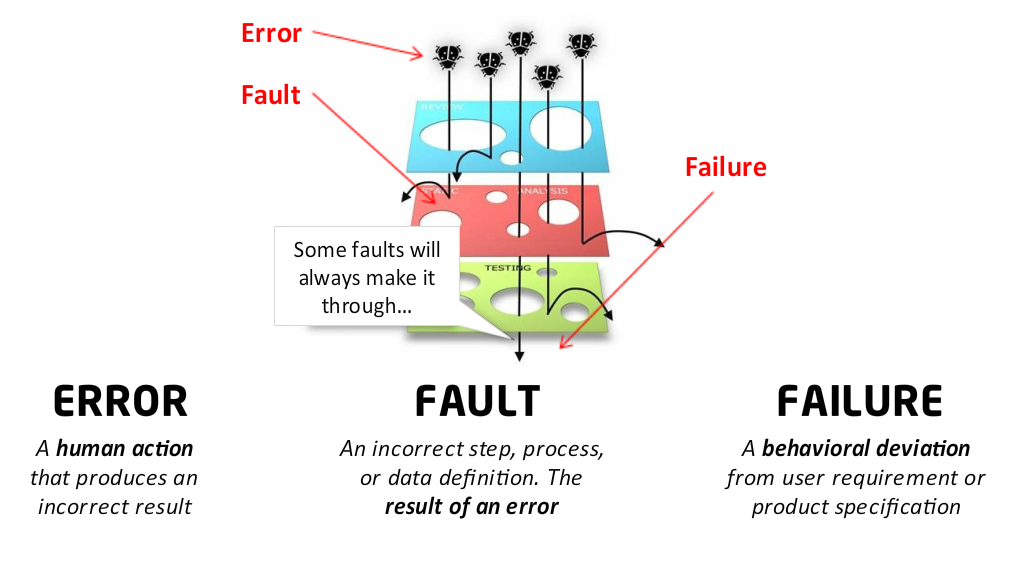 Error
Fault
Failure
REVIEW
STATIC ANALYSIS
TESTING
Some faults will
always make it
through...
ERROR
A human action
that produces an
incorrect result
FAULT
An incorrect step, process,
or data definition. The
result of an error
FAILURE
A behavioral deviation
from user requirement or
product specification